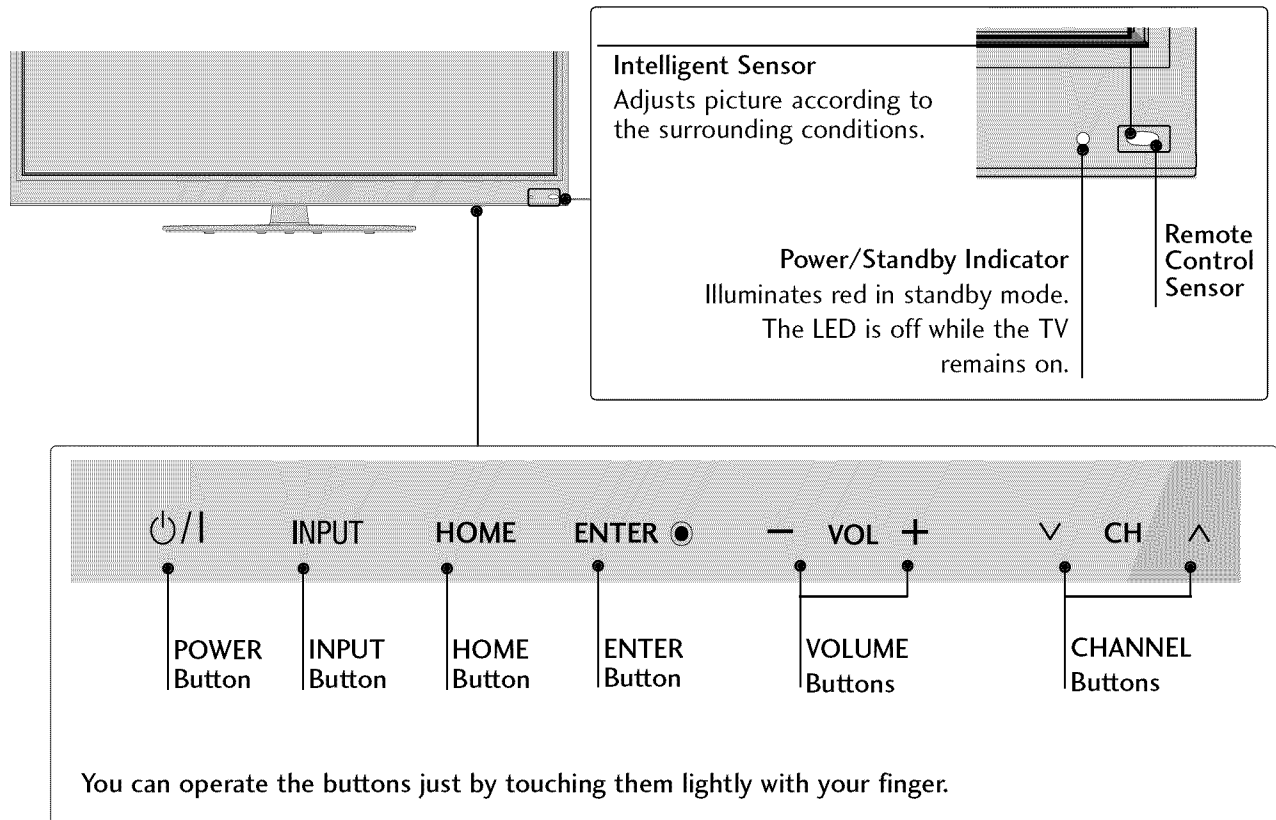 Intelligent Sensor
Adjusts picture according to
the surrounding conditions.
Power/Standby Indicator
Illuminates red in standby mode.
The LED is off while the TV
remains on.
Remote
Control
Sensor
⏻/I INPUT HOME ENTER ◉ − VOL + ∨ CH ∧
POWER
Button
INPUT
Button
HOME
Button
ENTER
Button
VOLUME
Buttons
CHANNEL
Buttons
You can operate the buttons just by touching them lightly with your finger.